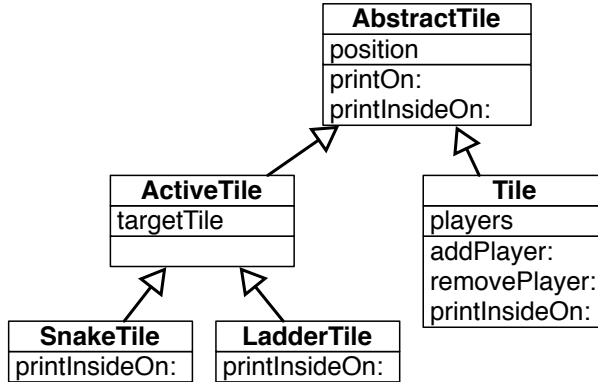 AbstractTile
position
printOn:
printInsideOn:
ActiveTile
targetTile
Tile
players
addPlayer:
removePlayer:
printInsideOn:
SnakeTile
printInsideOn:
LadderTile
printInsideOn: